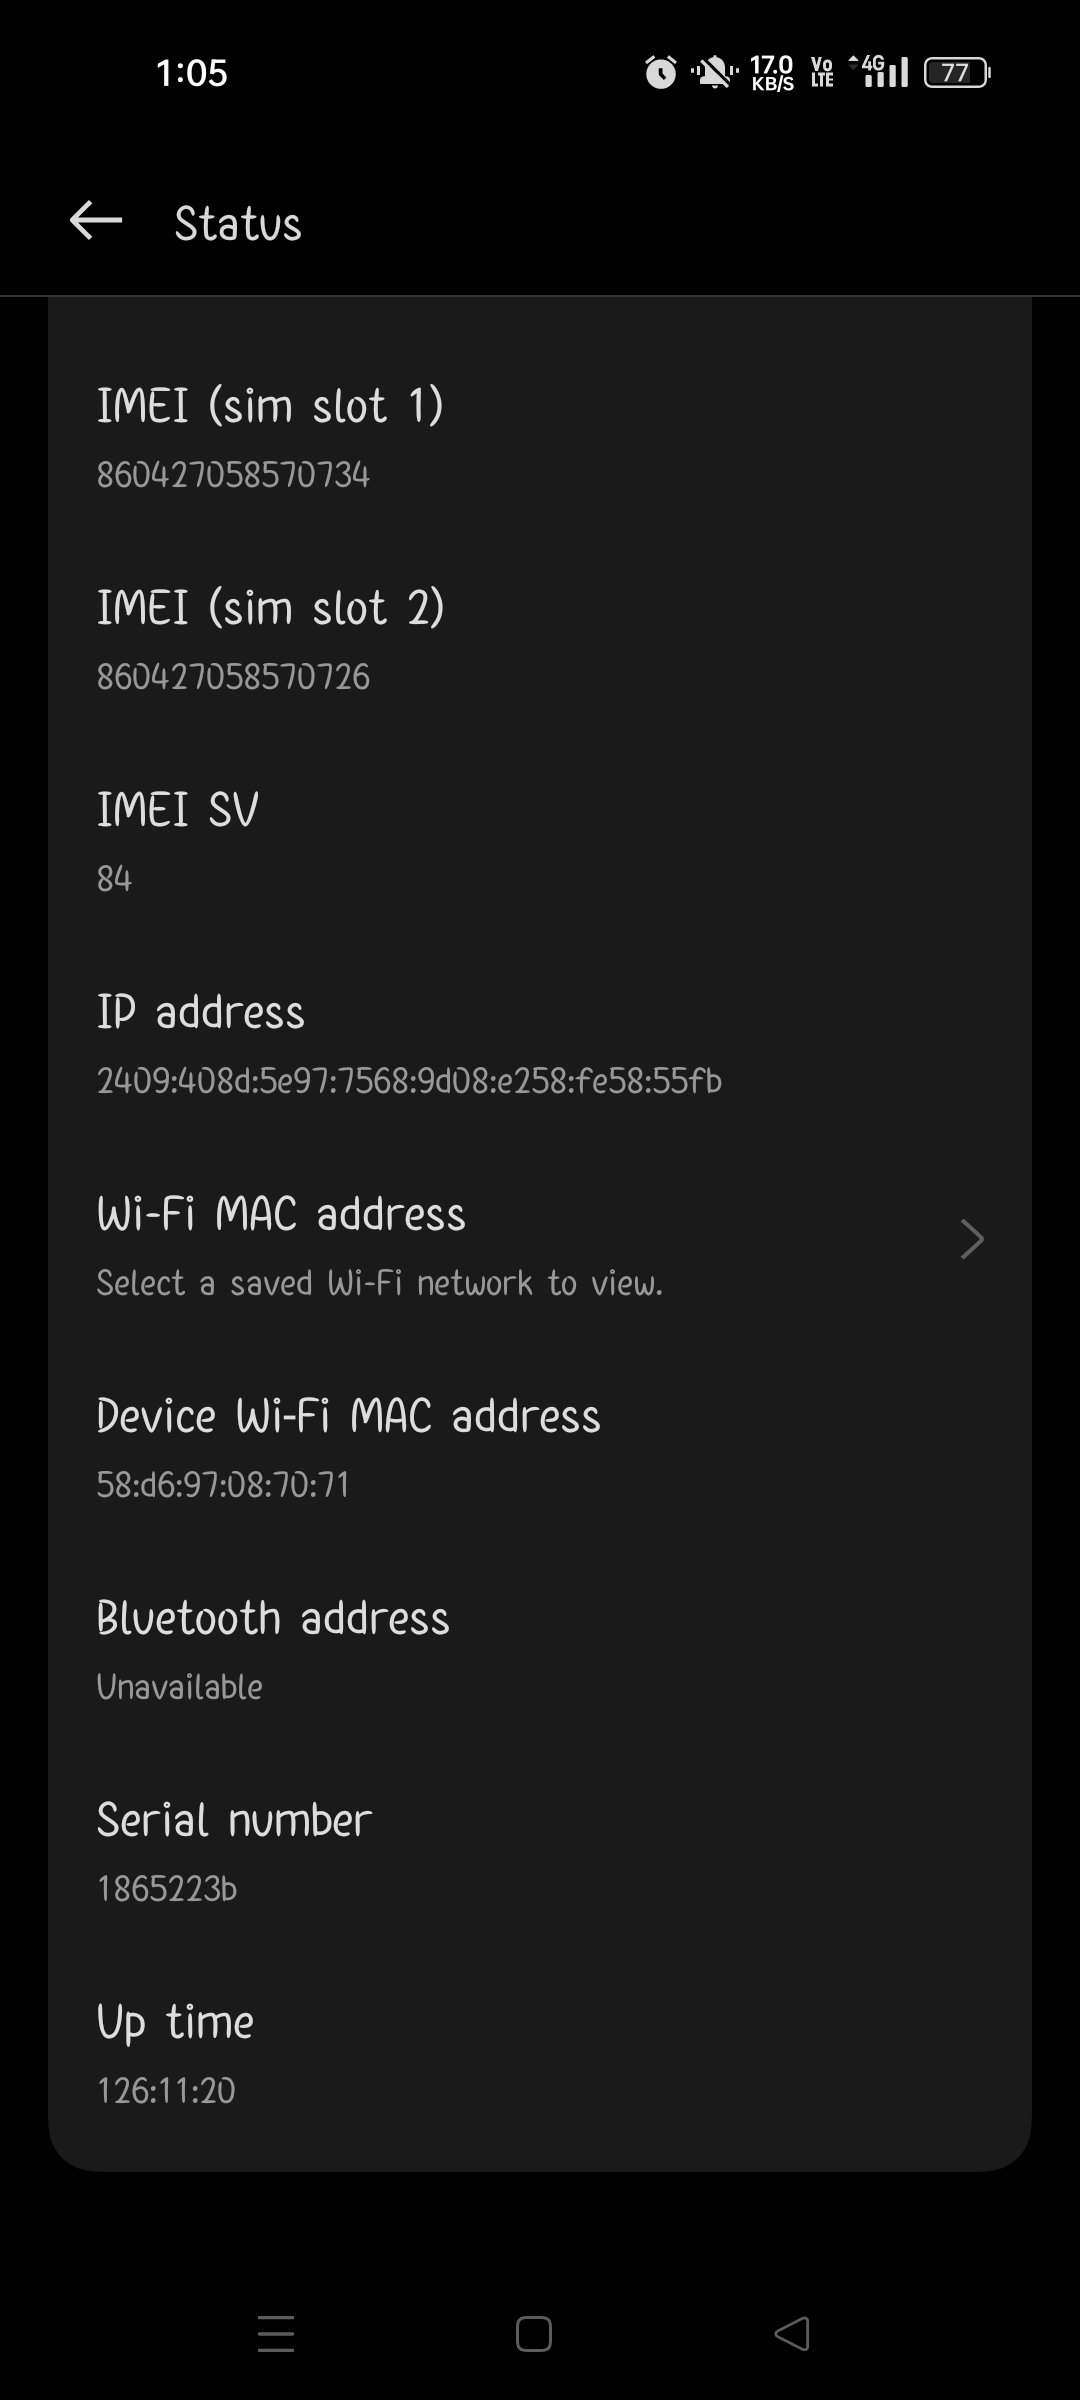 1:05
17.0
KB/S
Vo
LTE
4G
77
Status
IMEI (sim slot 1)
860427058570734
IMEI (sim slot 2)
860427058570726
IMEI SV
84
IP address
2409:408d:5e97:7568:9d08:e258:fe58:55fb
Wi-Fi MAC address
Select a saved Wi-Fi network to view.
Device Wi-Fi MAC address
58:d6:97:08:70:71
Bluetooth address
Unavailable
Serial number
1865223b
Up time
126:11:20